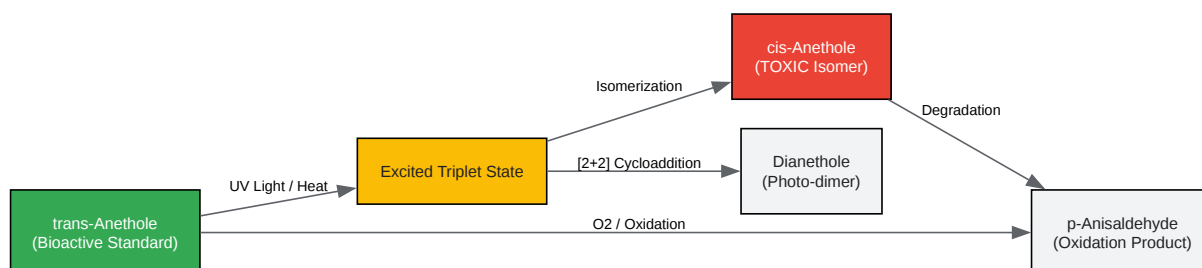 cis-Anethole
(TOXIC Isomer)
Isomerization
Degradation
Excited Triplet State
[2+2] Cycloaddition
Dianethole
(Photo-dimer)
UV Light / Heat
trans-Anethole
(Bioactive Standard)
O2 / Oxidation
p-Anisaldehyde
(Oxidation Product)